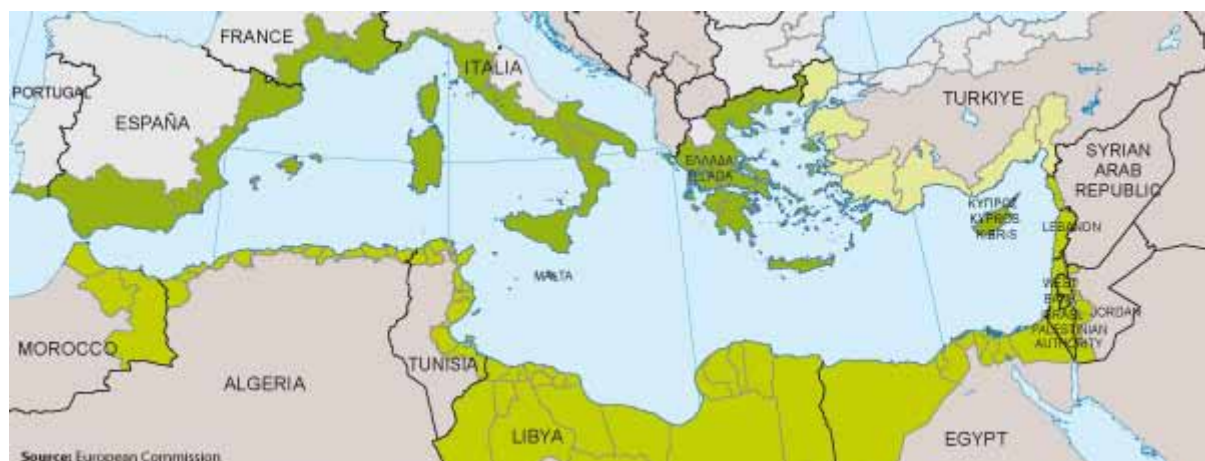 FRANCE
ITALIA
PORTUGAL
ESPAÑA
TURKIYE
ΕΛΛΑΔΑ
ELLADA
SYRIAN
ARAB
REPUBLIC
ΚΥΠΡΟΣ
KYPROS
KIBRIS
LEBANON
MALTA
WEST
BANK
ISRAEL
JORDAN
PALESTINIAN
AUTHORITY
MOROCCO
ALGERIA
TUNISIA
LIBYA
EGYPT
Source: European Commission